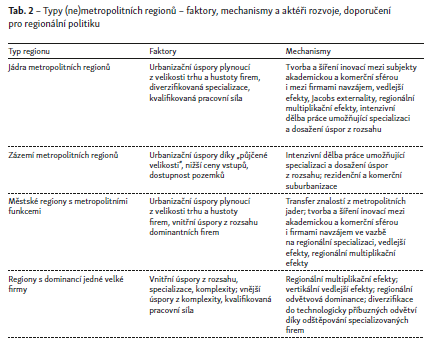 Tab. 2 – Typy (ne)metropolitních regionů – faktory, mechanismy a aktéři rozvoje, doporučení
pro regionální politiku
Typ regionu
Faktory
Mechanismy
Jádra metropolitních regionů
Urbanizační úspory plynoucí
z velikosti trhu a hustoty firem,
diverzifikovaná specializace,
kvalifikovaná pracovní síla
Tvorba a šíření inovací mezi subjekty
akademickou a komerční sférou
i mezi firmami navzájem, vedlejší
efekty, Jacobs externality, regionální
multiplikační efekty, intenzivní
dělba práce umožňující specializaci
a dosažení úspor z rozsahu
Zázemí metropolitních regionů
Urbanizační úspory díky „půjčené
velikosti“, nižší ceny vstupů,
dostupnost pozemků
Intenzivní dělba práce umožňující
specializaci a dosažení úspor
z rozsahu; rezidenční a komerční
suburbanizace
Městské regiony s metropolitními
funkcemi
Urbanizační úspory plynoucí
z velikosti trhu a hustoty
firem, vnitřní úspory z rozsahu
dominantních firem
Transfer znalostí z metropolitních
jader; tvorba a šíření inovací mezi
akademickou a komerční sférou
i firmami navzájem ve vazbě
na regionální specializaci, vedlejší
efekty, regionální multiplikační
efekty
Regiony s dominancí jedné velké
firmy
Vnitřní úspory z rozsahu,
specializace, komplexity; vnější
úspory z komplexity, kvalifikovaná
pracovní síla
Regionální multiplikační efekty;
vertikální vedlejší efekty; regionální
odvětvová dominance; diverzifikace
do technologicky příbuzných odvětví
díky odštěpování specializovaných
firem